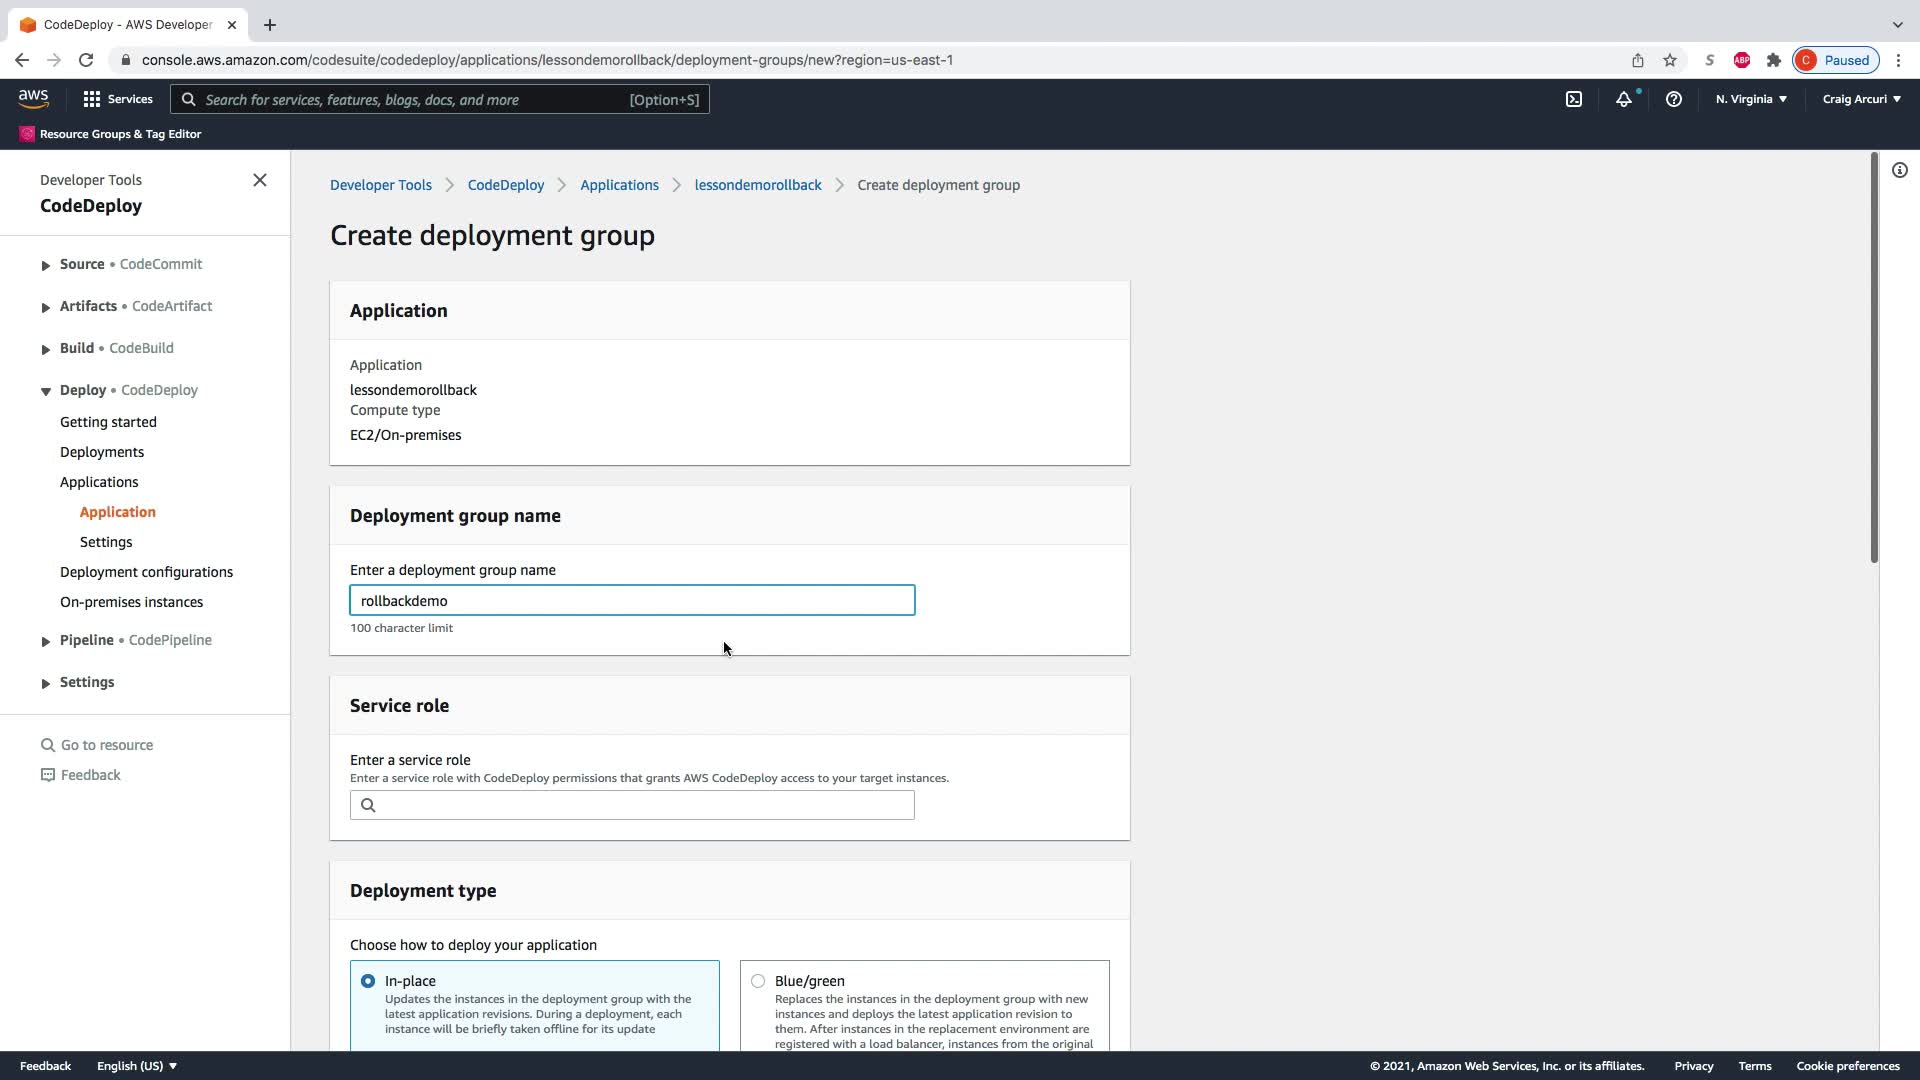 CodeDeploy - AWS Developer
console.aws.amazon.com/codesuite/codedeploy/applications/lessondemorollback/deployment-groups/new?region=us-east-1
S
ABP
C Paused
aws
Services
Search for services, features, blogs, docs, and more [Option+S]
N. Virginia
Craig Arcuri
Resource Groups & Tag Editor
Developer Tools
CodeDeploy
Source • CodeCommit
Artifacts • CodeArtifact
Build • CodeBuild
Deploy • CodeDeploy
Getting started
Deployments
Applications
Application
Settings
Deployment configurations
On-premises instances
Pipeline • CodePipeline
Settings
Go to resource
Feedback
Developer Tools
CodeDeploy
Applications
lessondemorollback
Create deployment group
Create deployment group
Application
Application
lessondemorollback
Compute type
EC2/On-premises
Deployment group name
Enter a deployment group name
rollbackdemo
100 character limit
Service role
Enter a service role
Enter a service role with CodeDeploy permissions that grants AWS CodeDeploy access to your target instances.
Deployment type
Choose how to deploy your application
In-place
Updates the instances in the deployment group with the
latest application revisions. During a deployment, each
instance will be briefly taken offline for its update
Blue/green
Replaces the instances in the deployment group with new
instances and deploys the latest application revision to
them. After instances in the replacement environment are
registered with a load balancer, instances from the original
Feedback
English (US)
© 2021, Amazon Web Services, Inc. or its affiliates.
Privacy
Terms
Cookie preferences